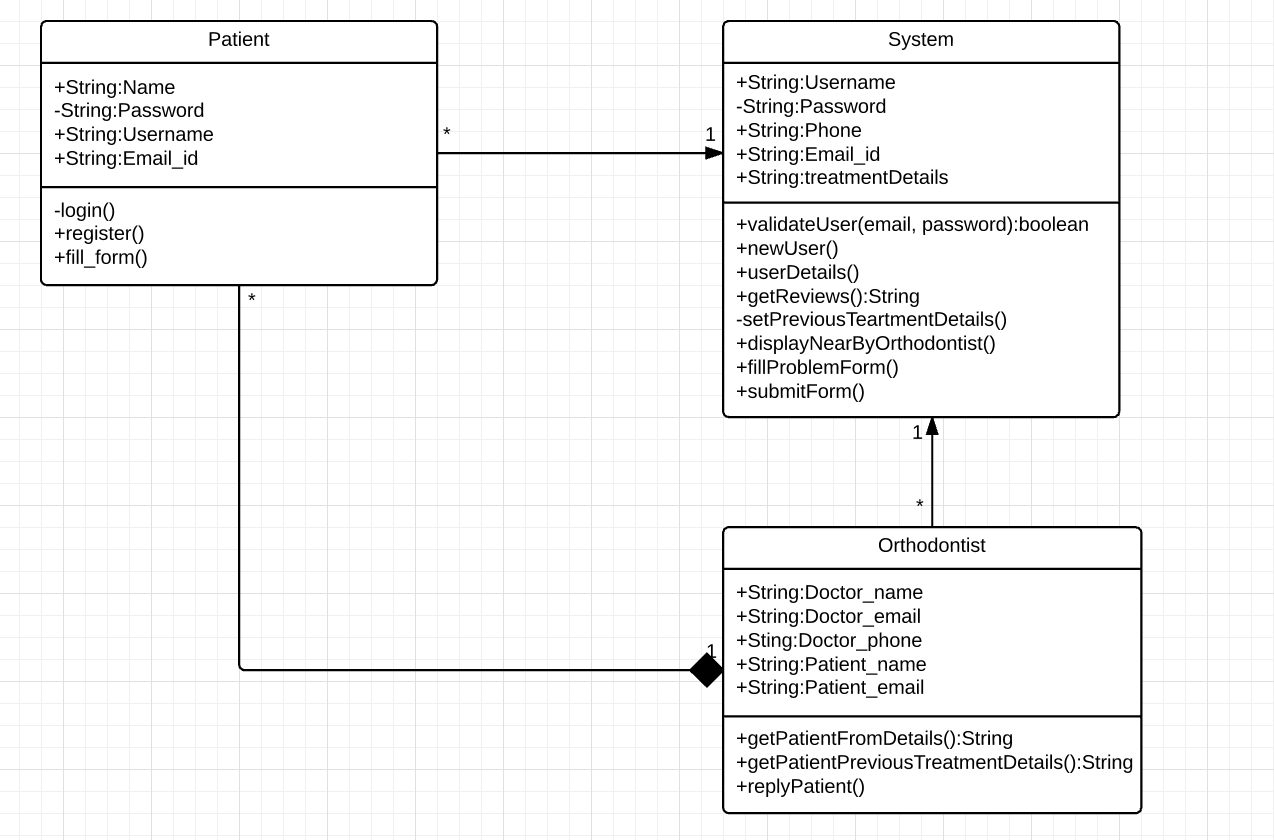 Patient
+String:Name
-String:Password
+String:Username
+String:Email_id
-login()
+register()
+fill_form()
*
1
*
System
+String:Username
-String:Password
+String:Phone
+String:Email_id
+String:treatmentDetails
+validateUser(email, password):boolean
+newUser()
+userDetails()
+getReviews():String
-setPreviousTeartmentDetails()
+displayNearByOrthodontist()
+fillProblemForm()
+submitForm()
1
*
1
Orthodontist
+String:Doctor_name
+String:Doctor_email
+Sting:Doctor_phone
+String:Patient_name
+String:Patient_email
+getPatientFromDetails():String
+getPatientPreviousTreatmentDetails():String
+replyPatient()